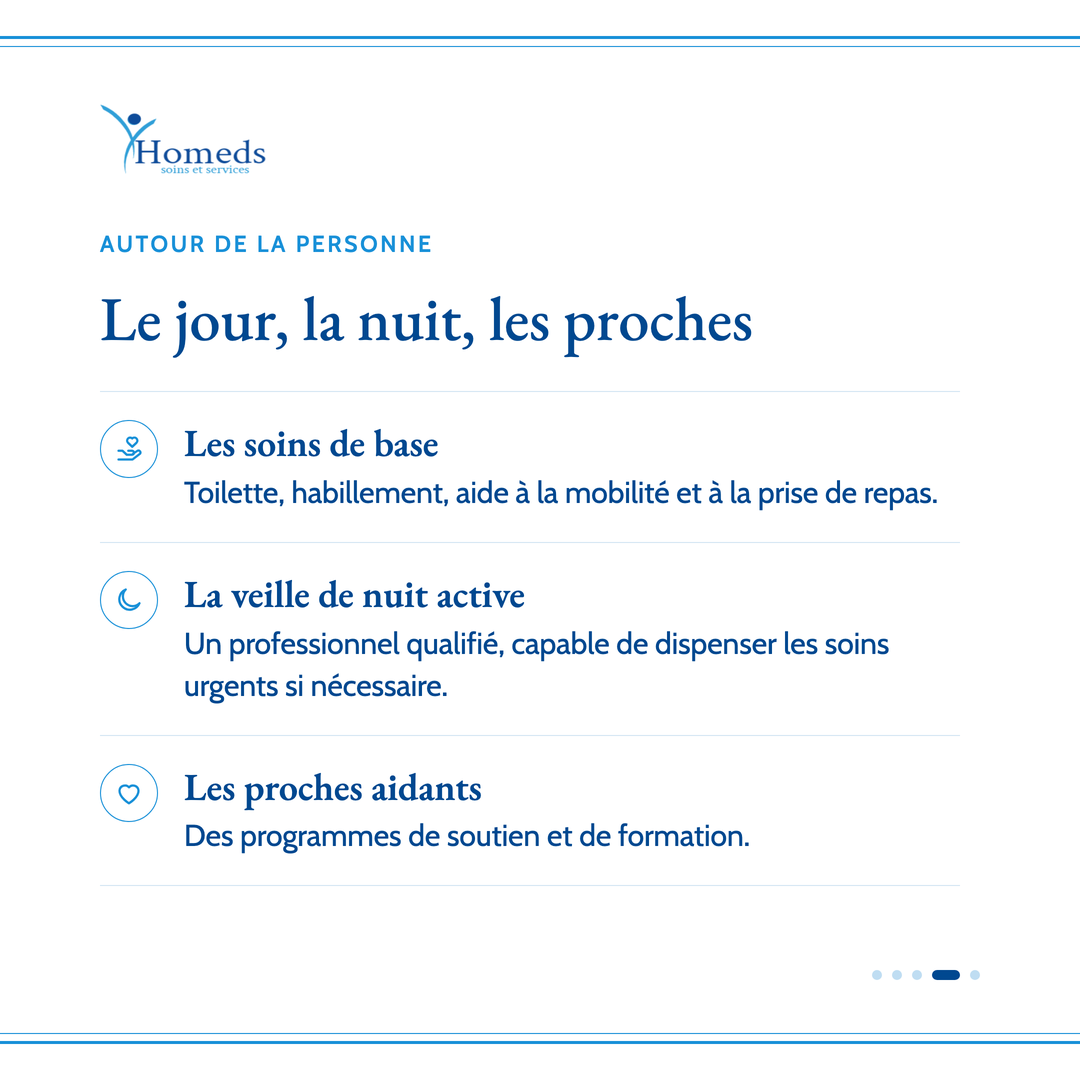 Homeds
soins et services
AUTOUR DE LA PERSONNE
Le jour, la nuit, les proches
Les soins de base
Toilette, habillement, aide à la mobilité et à la prise de repas.
La veille de nuit active
Un professionnel qualifié, capable de dispenser les soins
urgents si nécessaire.
Les proches aidants
Des programmes de soutien et de formation.